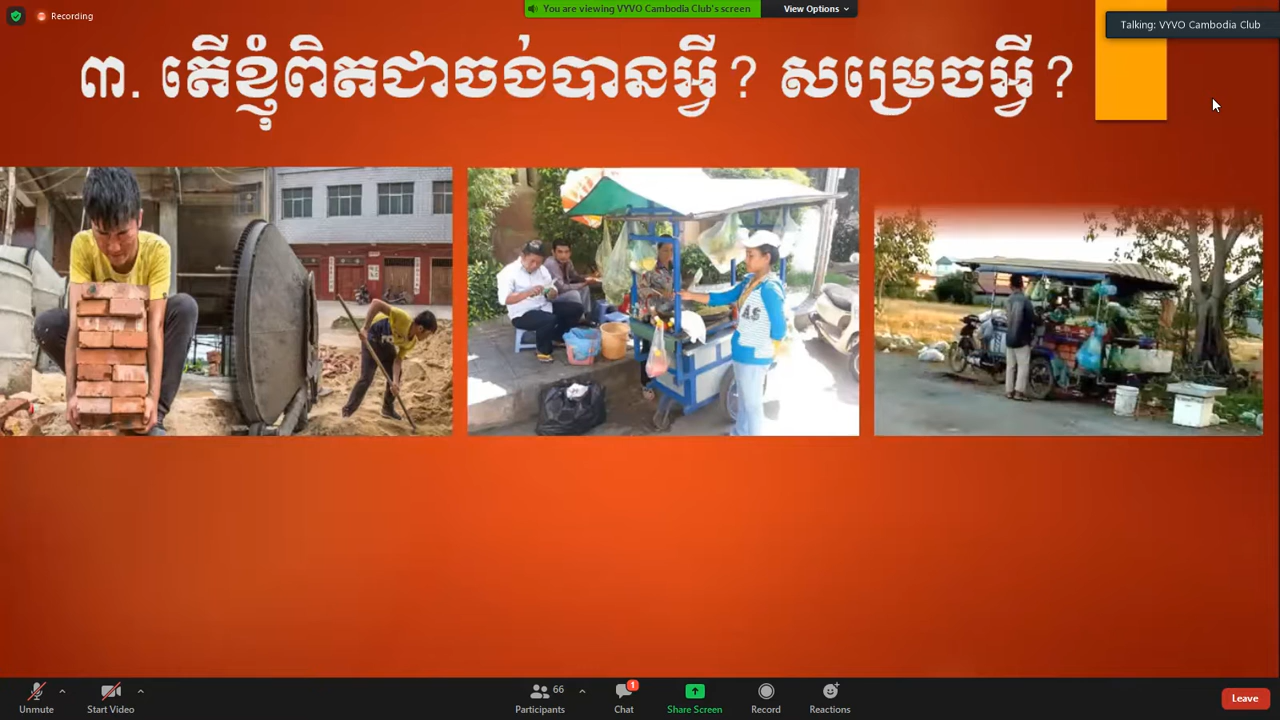 Recording
You are viewing VYVO Cambodia Club's screen
View Options
Talking: VYVO Cambodia Club
៣. តើខ្ញុំពិតជាចង់បានអ្វី? សម្រេចអ្វី?
Unmute
Start Video
66
Participants
1
Chat
Share Screen
Record
Reactions
Leave